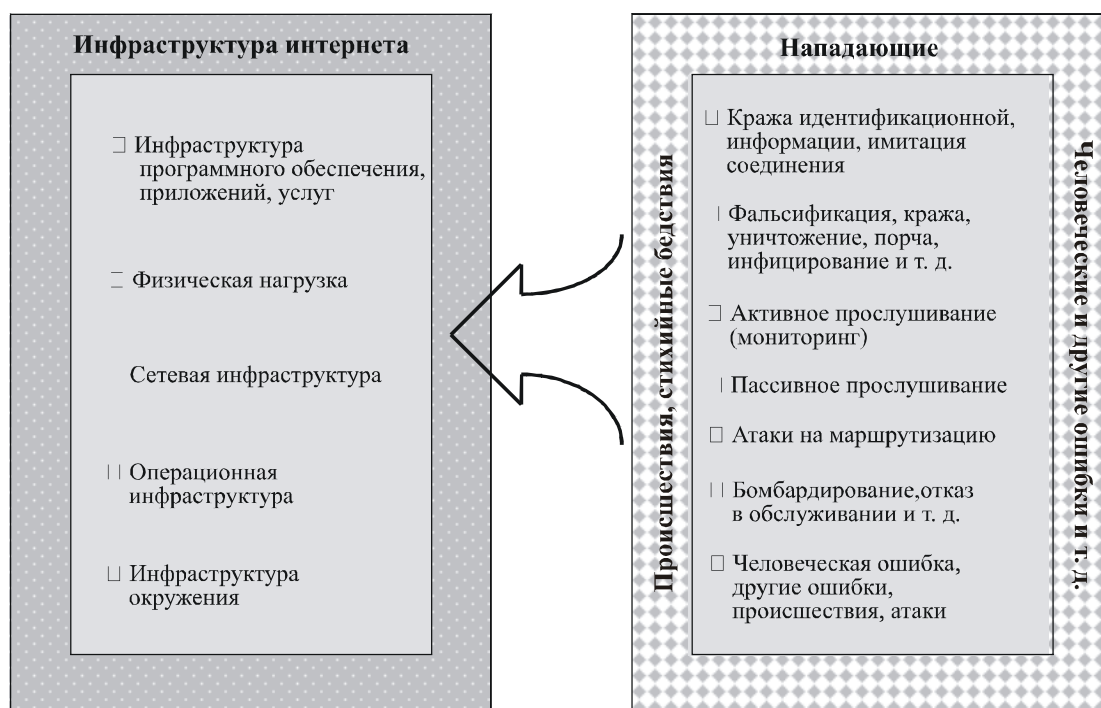 Инфраструктура интернета
Инфраструктура
программного обеспечения,
приложений, услуг
Физическая нагрузка
Сетевая инфраструктура
Операционная
инфраструктура
Инфраструктура
окружения
Нападающие
Происшествия, стихийные бедствия
Кража идентификационной,
информации, имитация
соединения
Фальсификация, кража,
уничтожение, порча,
инфицирование и т. д.
Активное прослушивание
(мониторинг)
Пассивное прослушивание
Атаки на маршрутизацию
Бомбардирование,отказ
в обслуживании и т. д.
Человеческая ошибка,
другие ошибки,
происшествия, атаки
Человеческие и другие ошибки и т. д.